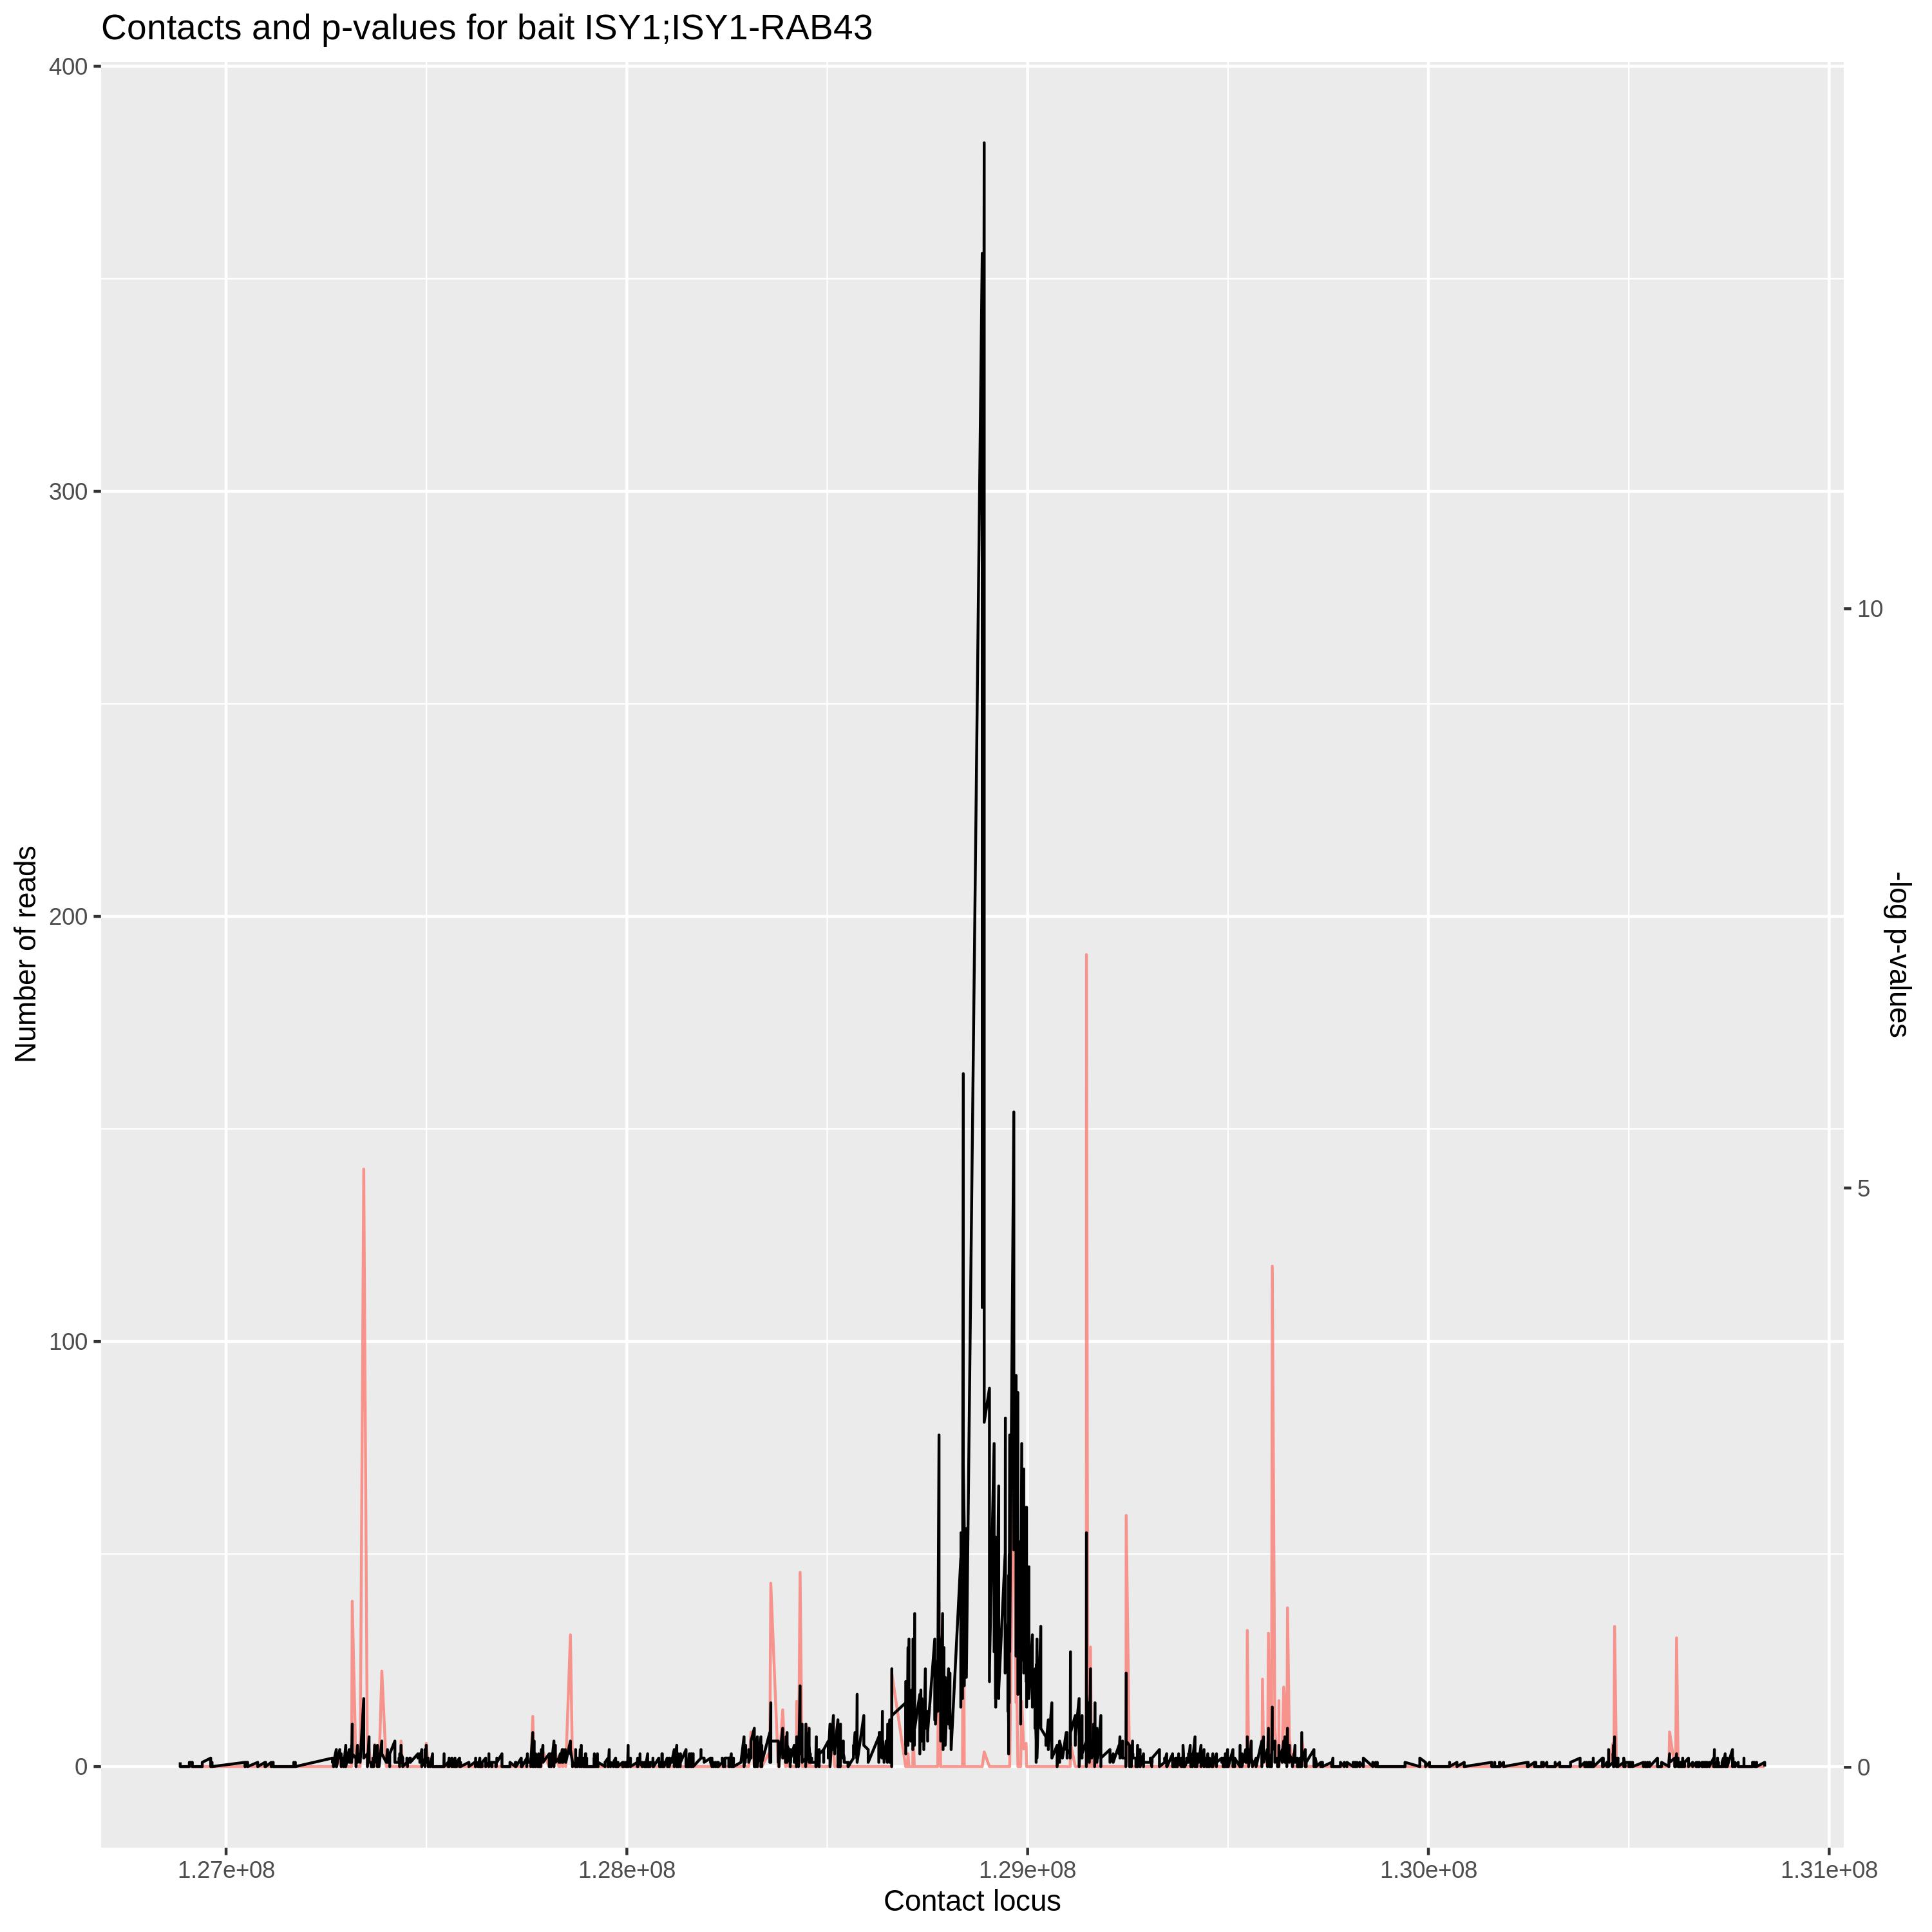 Contacts and p-values for bait ISY1;ISY1-RAB43
400
300
200
100
0
Number of reads
10
5
0
-log p-values
1.27e+08 1.28e+08 1.29e+08 1.30e+08 1.31e+08
Contact locus